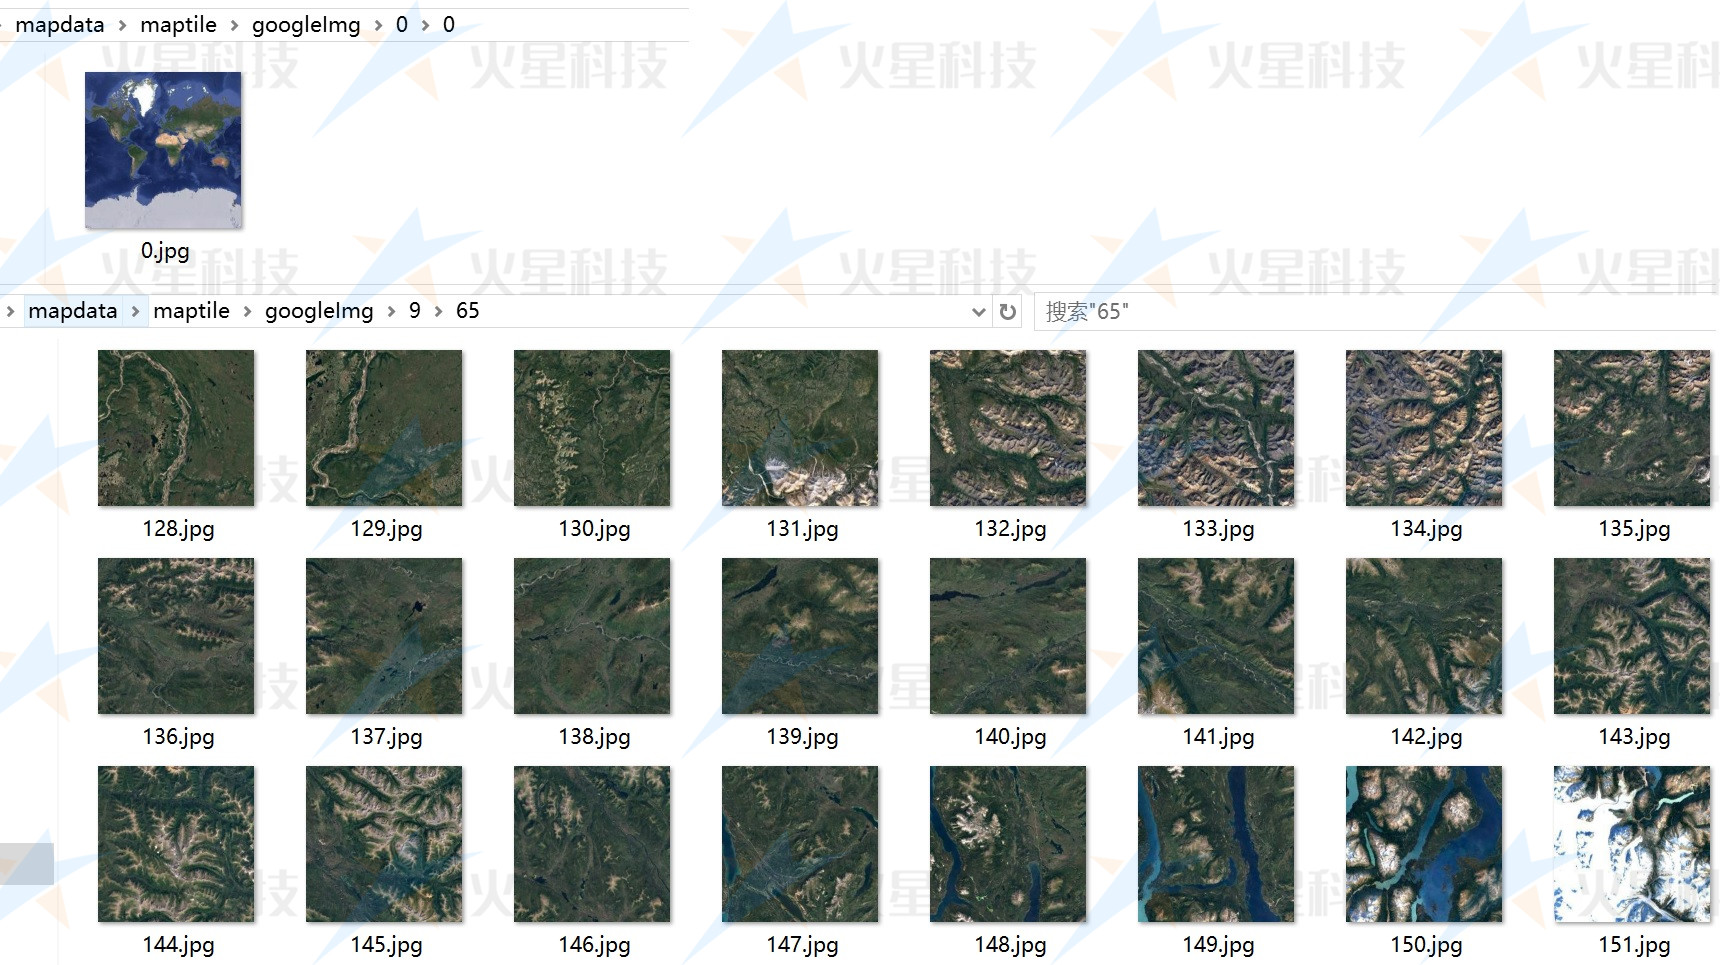 mapdata > maptile > googleImg > 0 > 0
火星科技 火星科技 火星科技 火星科技 火星科
0.jpg
火星科技 火星科技 火星科技 火星科技 火星科
> mapdata > maptile > googleImg > 9 > 65 搜索"65"
128.jpg 129.jpg 130.jpg 131.jpg 132.jpg 133.jpg 134.jpg 135.jpg
136.jpg 137.jpg 138.jpg 139.jpg 140.jpg 141.jpg 142.jpg 143.jpg
144.jpg 145.jpg 146.jpg 147.jpg 148.jpg 149.jpg 150.jpg 151.jpg